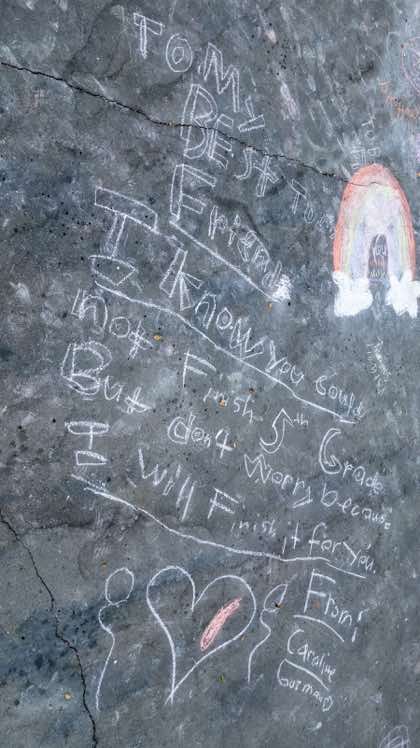 To My
Best
Friend
I Know you Could
not Finish 5th Grade
But don't Worry because
I Will Finish it for you.
From:
Caroline